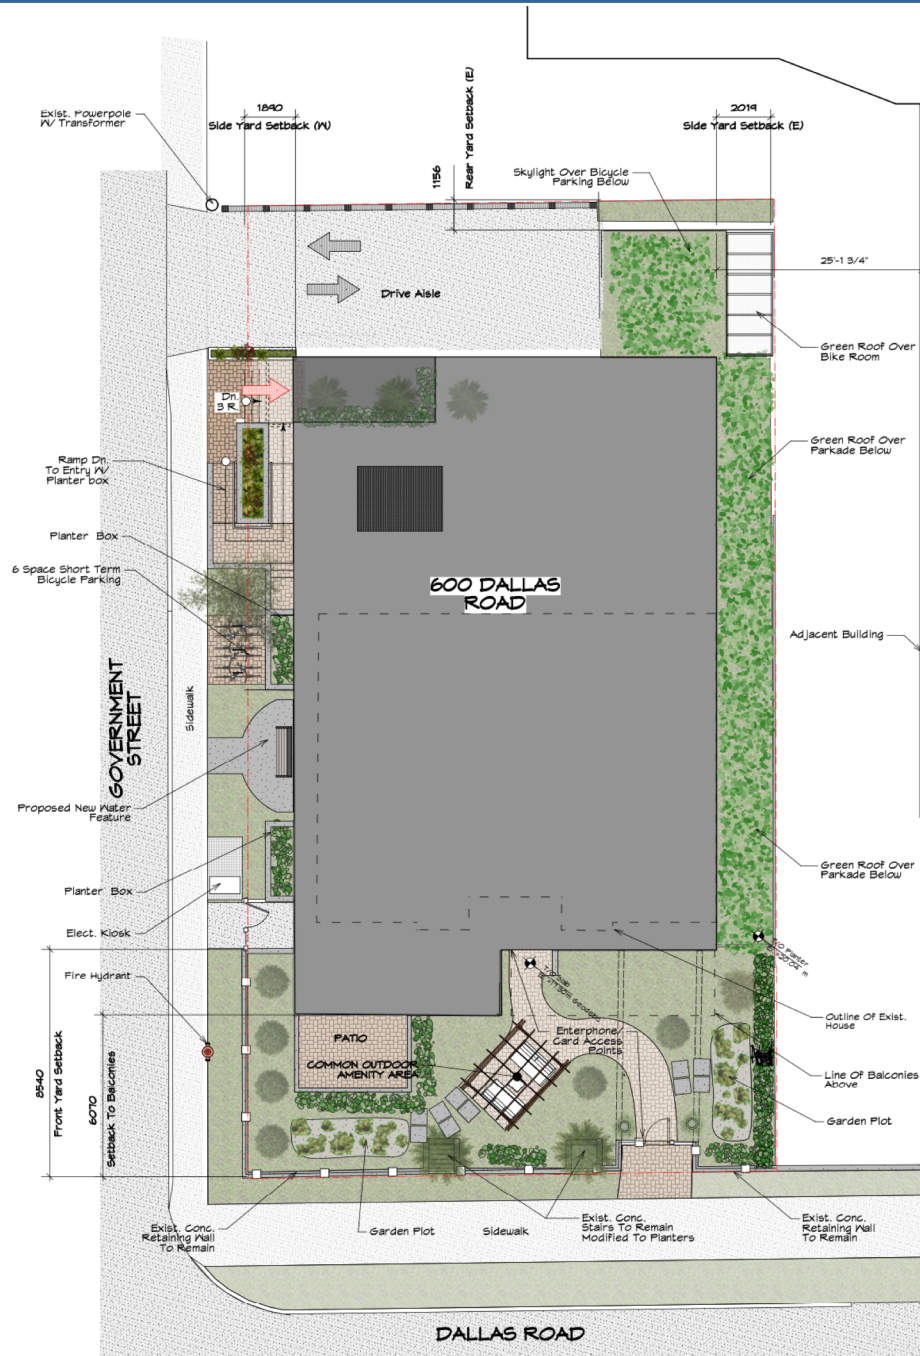 Exist. Powerpole
W/ Transformer
1890
Side Yard Setback (W)
1156
Rear Yard Setback (E)
2019
Side Yard Setback (E)
Skylight Over Bicycle
Parking Below
25'-1 3/4"
Drive Aisle
Green Roof Over
Bike Room
Dn.
3 R.
Green Roof Over
Parkade Below
Ramp Dn.
To Entry W/
Planter box
Planter Box
6 Space Short Term
Bicycle Parking
600 DALLAS
ROAD
Adjacent Building
GOVERNMENT
STREET
Sidewalk
Proposed New Water
Feature
Green Roof Over
Parkade Below
Planter Box
Elect. Kiosk
Fire Hydrant
T/O Planter
T/O Slab
Outline Of Exist.
House
Enterphone/
Card Access
Points
PATIO
COMMON OUTDOOR
AMENITY AREA
8540
Front Yard Setback
6070
Setback To Balconies
Line Of Balconies
Above
Garden Plot
Exist. Conc.
Retaining Wall
To Remain
Garden Plot
Sidewalk
Exist. Conc.
Stairs To Remain
Modified To Planters
Exist. Conc.
Retaining Wall
To Remain
DALLAS ROAD